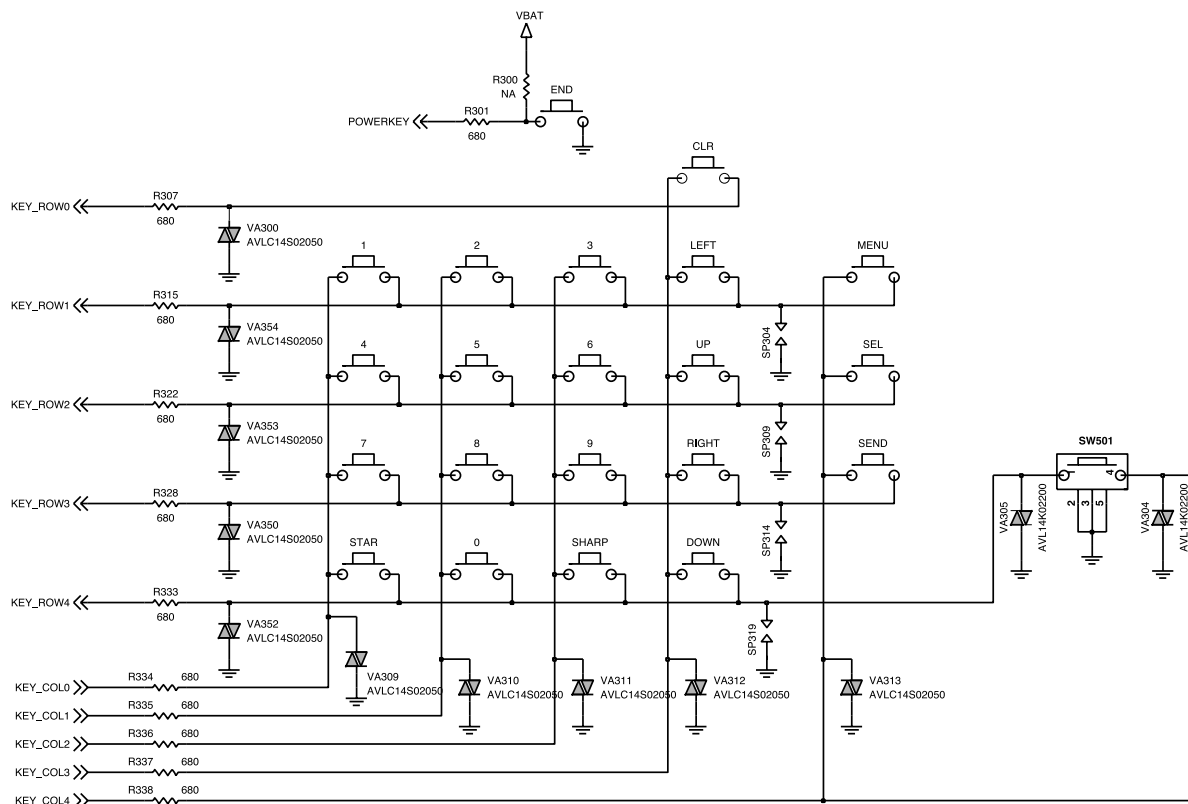 VBAT
R300
NA
END
R301
POWERKEY
680
CLR
R307
KEY_ROW0
680
VA300
AVLC14S02050
1
2
3
LEFT
MENU
R315
KEY_ROW1
680
VA354
AVLC14S02050
SP304
4
5
6
UP
SEL
R322
KEY_ROW2
680
VA353
AVLC14S02050
SP309
7
8
9
RIGHT
SEND
SW501
4
2
3
5
R328
KEY_ROW3
680
VA350
AVLC14S02050
SP314
VA305
AVL14K02200
VA304
AVL14K02200
STAR
0
SHARP
DOWN
R333
KEY_ROW4
680
VA352
AVLC14S02050
SP319
VA309
AVLC14S02050
VA310
AVLC14S02050
VA311
AVLC14S02050
VA312
AVLC14S02050
VA313
AVLC14S02050
KEY_COL0
R334
680
KEY_COL1
R335
680
KEY_COL2
R336
680
KEY_COL3
R337
680
KEY_COL4
R338
680